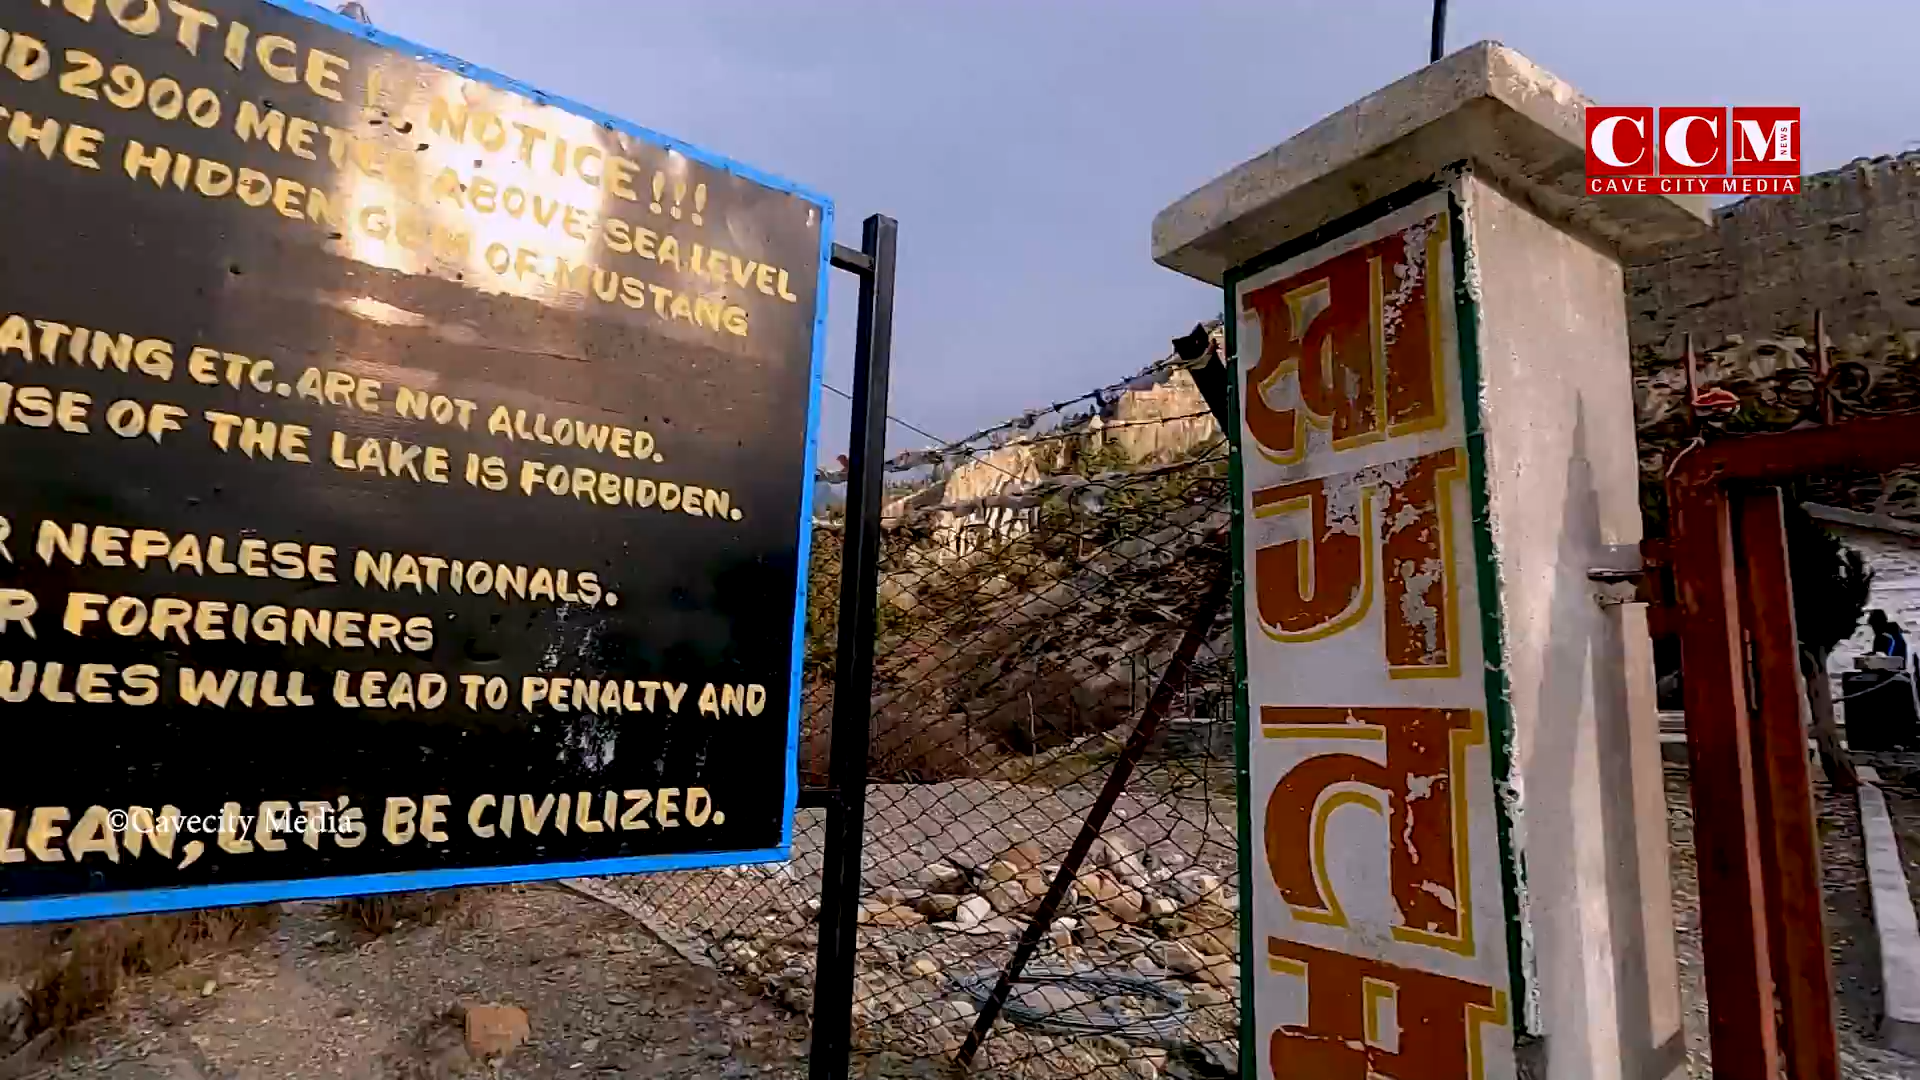 NOTICE! NOTICE!!!
2900 METER ABOVE SEA LEVEL
THE HIDDEN GEM OF MUSTANG
ATING ETC. ARE NOT ALLOWED.
ISE OF THE LAKE IS FORBIDDEN.
R NEPALESE NATIONALS.
R FOREIGNERS
ULES WILL LEAD TO PENALTY AND
LEAN, LET'S BE CIVILIZED.
©Cavecity Media
स्वा
ग
त
म
CCM NEWS
CAVE CITY MEDIA